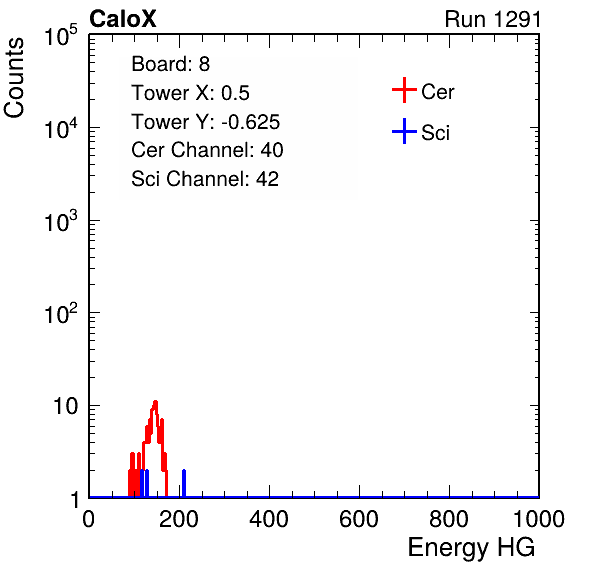 CaloX Run 1291
Counts
10^5
10^4
10^3
10^2
10
1
Board: 8
Tower X: 0.5
Tower Y: -0.625
Cer Channel: 40
Sci Channel: 42
Cer
Sci
0 200 400 600 800 1000
Energy HG